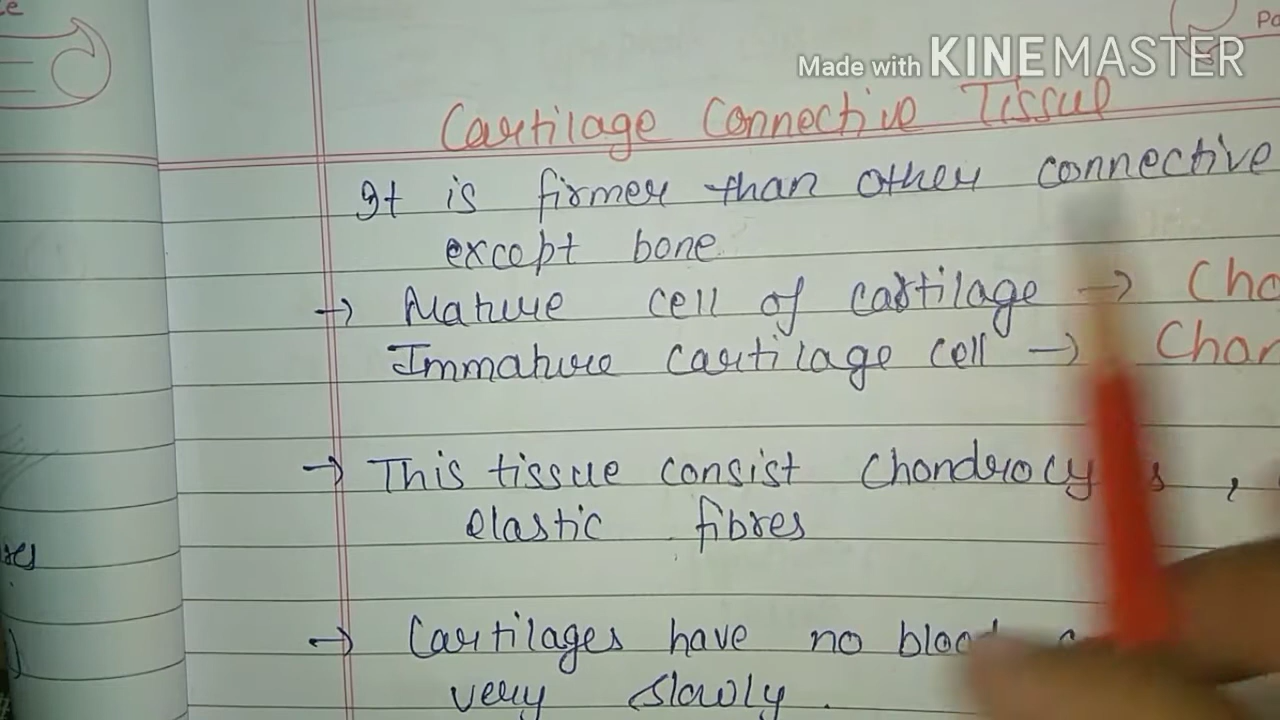 Made with KINEMASTER
Cartilage Connective Tissue
It is firmer than other connective
except bone
→ Mature cell of cartilage → Cho
Immature cartilage cell → Chon
→ This tissue consist Chondrocy s ,
elastic fibres
→ Cartilages have no blood
very slowly .